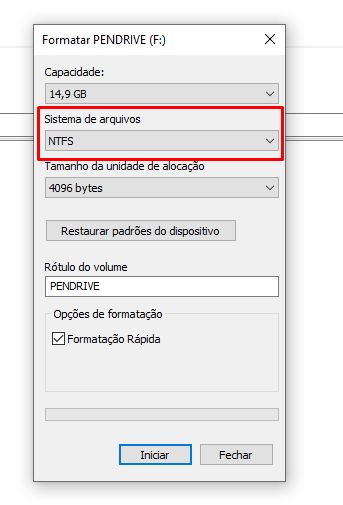 Formatar PENDRIVE (F:)
Capacidade:
14,9 GB
Sistema de arquivos
NTFS
Tamanho da unidade de alocação
4096 bytes
Restaurar padrões do dispositivo
Rótulo do volume
PENDRIVE
Opções de formatação
Formatação Rápida
Iniciar
Fechar